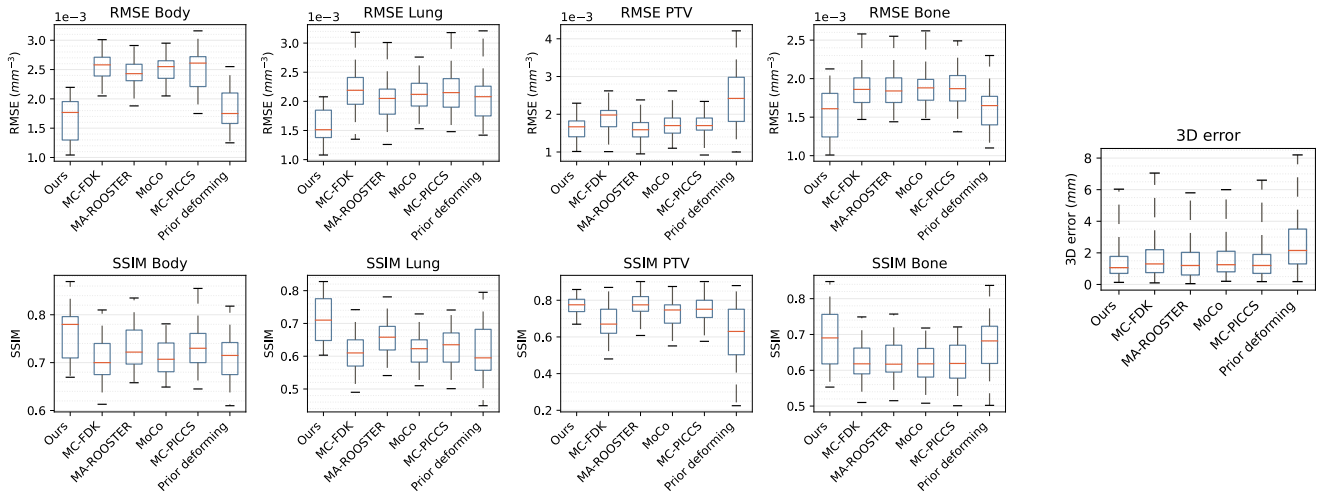 RMSE Body
1e−3
RMSE (mm⁻³)
3.0
2.5
2.0
1.5
1.0
Ours
MC-FDK
MA-ROOSTER
MoCo
MC-PICCS
Prior deforming
RMSE Lung
1e−3
RMSE (mm⁻³)
3.0
2.5
2.0
1.5
1.0
Ours
MC-FDK
MA-ROOSTER
MoCo
MC-PICCS
Prior deforming
RMSE PTV
1e−3
RMSE (mm⁻³)
4
3
2
1
Ours
MC-FDK
MA-ROOSTER
MoCo
MC-PICCS
Prior deforming
RMSE Bone
1e−3
RMSE (mm⁻³)
2.5
2.0
1.5
1.0
Ours
MC-FDK
MA-ROOSTER
MoCo
MC-PICCS
Prior deforming
3D error
3D error (mm)
8
6
4
2
0
Ours
MC-FDK
MA-ROOSTER
MoCo
MC-PICCS
Prior deforming
SSIM Body
SSIM
0.8
0.7
0.6
Ours
MC-FDK
MA-ROOSTER
MoCo
MC-PICCS
Prior deforming
SSIM Lung
SSIM
0.8
0.7
0.6
0.5
Ours
MC-FDK
MA-ROOSTER
MoCo
MC-PICCS
Prior deforming
SSIM PTV
SSIM
0.8
0.6
0.4
0.2
Ours
MC-FDK
MA-ROOSTER
MoCo
MC-PICCS
Prior deforming
SSIM Bone
SSIM
0.8
0.7
0.6
0.5
Ours
MC-FDK
MA-ROOSTER
MoCo
MC-PICCS
Prior deforming